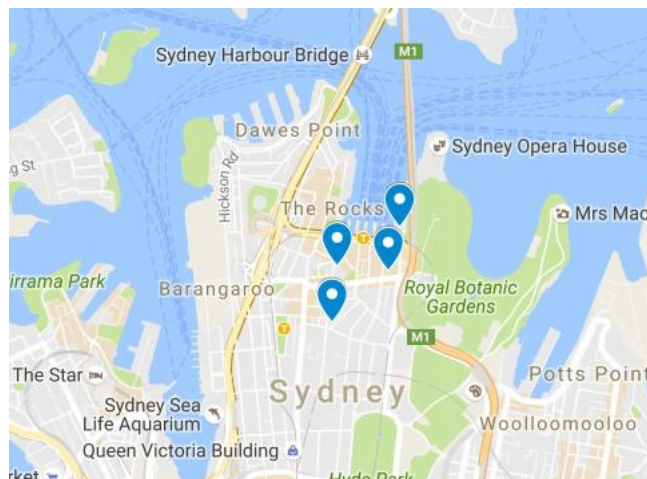 Sydney Harbour Bridge
M1
Dawes Point
Sydney Opera House
ng St
Hickson Rd
The Rocks
T
Mrs Mac
irrama Park
Barangaroo
Royal Botanic
Gardens
T
M1
The Star
Potts Point
Sydney
Sydney Sea
Life Aquarium
Woolloomooloo
Queen Victoria Building
rket
Hyde Park